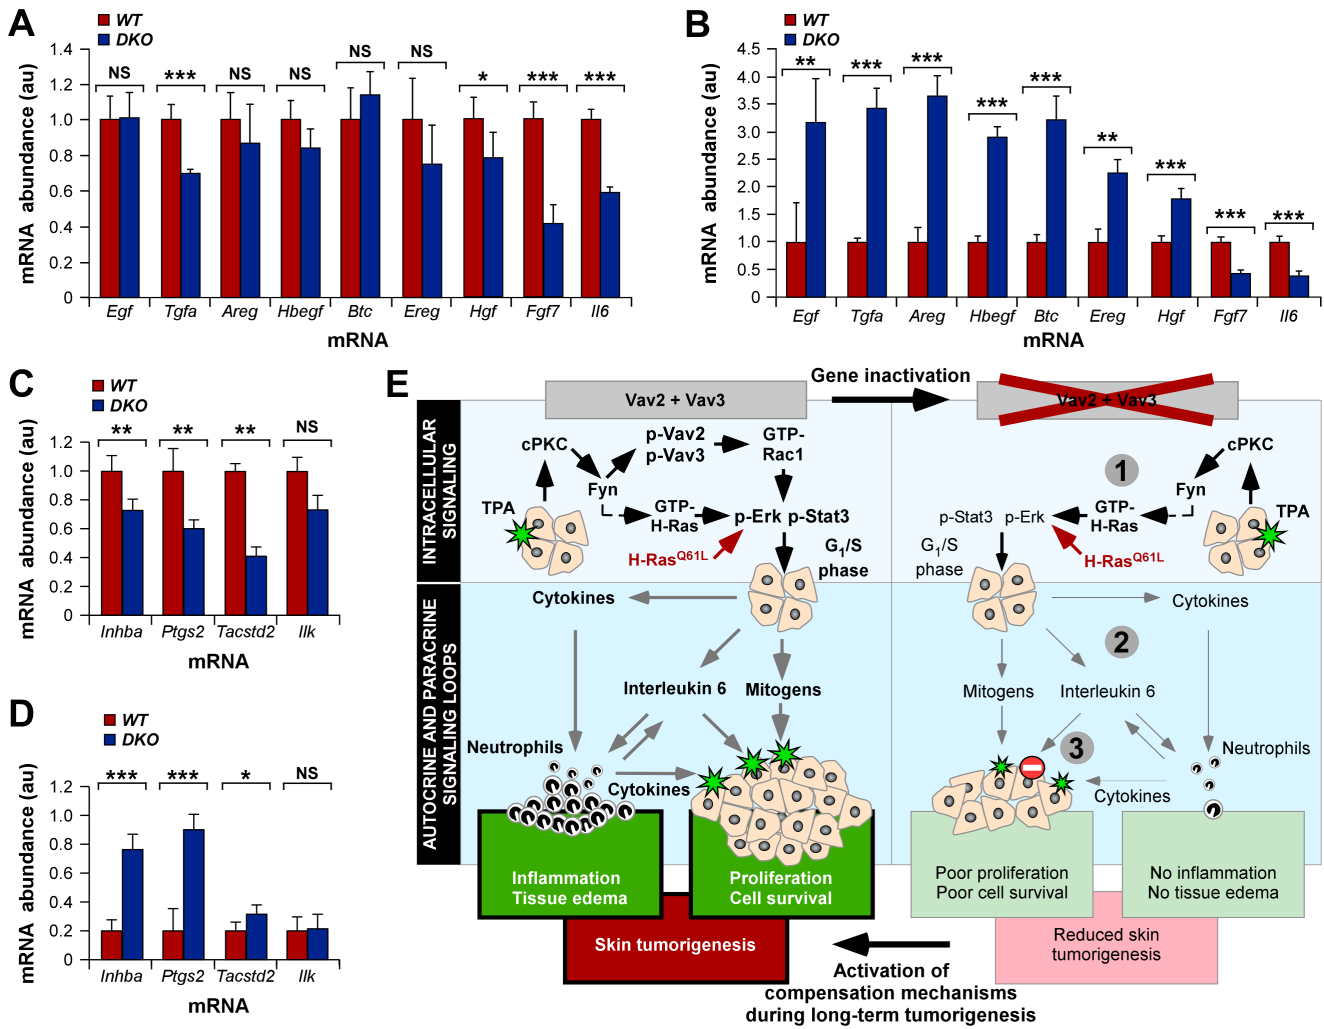 A
WT
DKO
mRNA abundance (au)
1.4
1.2
1.0
0.8
0.6
0.4
0.2
0
NS
***
NS
NS
NS
NS
*
***
***
Egf
Tgfa
Areg
Hbegf
Btc
Ereg
Hgf
Fgf7
Il6
mRNA
B
WT
DKO
mRNA abundance (au)
4.5
4.0
3.5
3.0
2.5
2.0
1.5
1.0
0.5
0
**
***
***
***
***
**
***
***
***
Egf
Tgfa
Areg
Hbegf
Btc
Ereg
Hgf
Fgf7
Il6
mRNA
C
WT
DKO
mRNA abundance (au)
1.2
1.0
0.8
0.6
0.4
0.2
0
**
**
**
NS
Inhba
Ptgs2
Tacstd2
Ilk
mRNA
D
WT
DKO
mRNA abundance (au)
1.2
1.0
0.8
0.6
0.4
0.2
0
***
***
*
NS
Inhba
Ptgs2
Tacstd2
Ilk
mRNA
E
Vav2 + Vav3
Gene inactivation
Vav2 + Vav3
INTRACELLULAR
SIGNALING
cPKC
p-Vav2
p-Vav3
GTP-
Rac1
Fyn
TPA
GTP-
H-Ras
p-Erk p-Stat3
H-RasQ61L
G1/S
phase
1
cPKC
Fyn
TPA
GTP-
H-Ras
p-Stat3 p-Erk
H-RasQ61L
G1/S
phase
AUTOCRINE AND PARACRINE
SIGNALING LOOPS
Cytokines
Interleukin 6
Mitogens
Neutrophils
Cytokines
Cytokines
2
Mitogens
Interleukin 6
3
Neutrophils
Cytokines
Inflammation
Tissue edema
Proliferation
Cell survival
Poor proliferation
Poor cell survival
No inflammation
No tissue edema
Skin tumorigenesis
Reduced skin
tumorigenesis
Activation of
compensation mechanisms
during long-term tumorigenesis